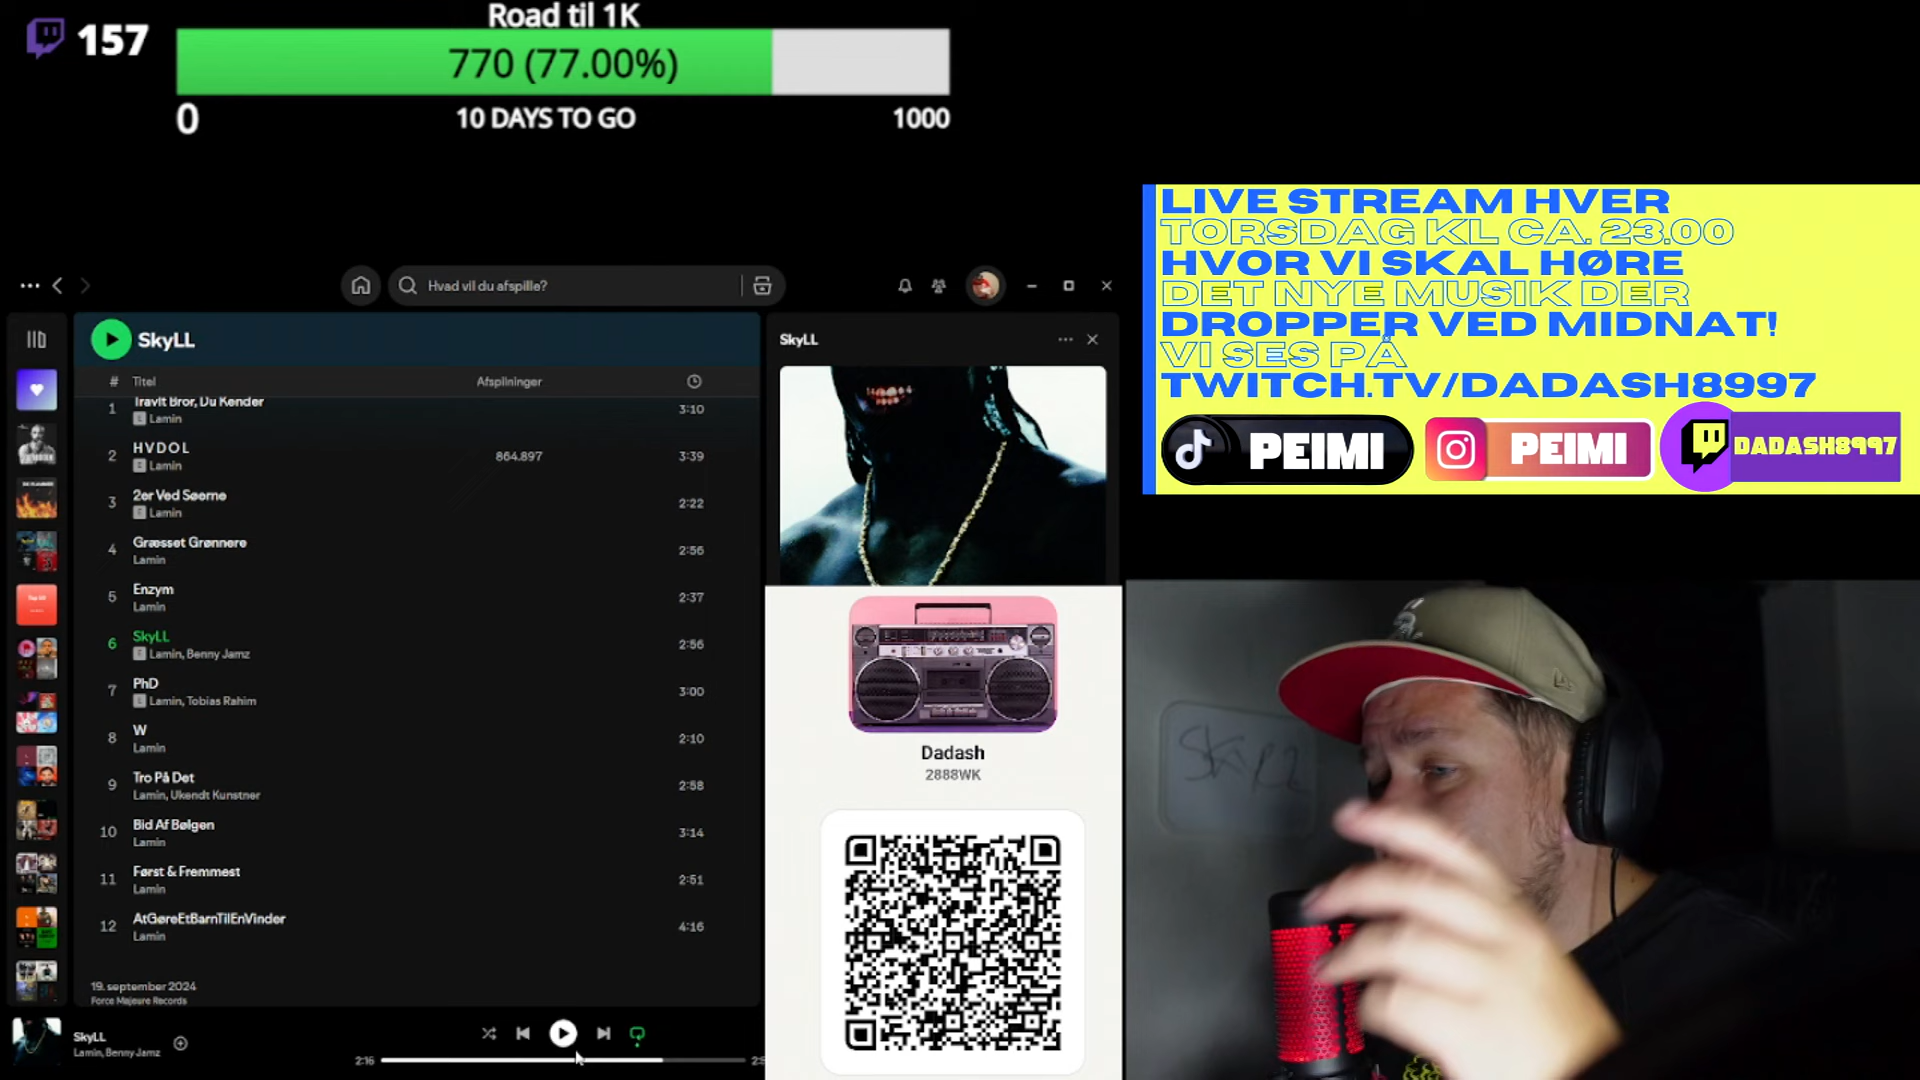 157
Road til 1K
770 (77.00%)
0
10 DAYS TO GO
1000
LIVE STREAM HVER
TORSDAG KL CA. 23.00
HVOR VI SKAL HØRE
DET NYE MUSIK DER
DROPPER VED MIDNAT!
VI SES PÅ
TWITCH.TV/DADASH8997
PEIMI
PEIMI
DADASH8997
Hvad vil du afspille?
SkyLL
# Titel Afspilninger
1 Travlt Bror, Du Kender 3:10
E Lamin
2 HVDOL 864.897 3:39
E Lamin
3 2er Ved Søerne 2:22
E Lamin
4 Græsset Grønnere 2:56
Lamin
5 Enzym 2:37
Lamin
6 SkyLL 2:56
E Lamin, Benny Jamz
7 PhD 3:00
E Lamin, Tobias Rahim
8 W 2:10
Lamin
9 Tro På Det 2:58
Lamin, Ukendt Kunstner
10 Bid Af Bølgen 3:14
Lamin
11 Først & Fremmest 2:51
Lamin
12 AtGøreEtBarnTilEnVinder 4:16
Lamin
19. september 2024
Force Majeure Records
SkyLL
Dadash
2888WK
SkyLL
Lamin, Benny Jamz
2:16